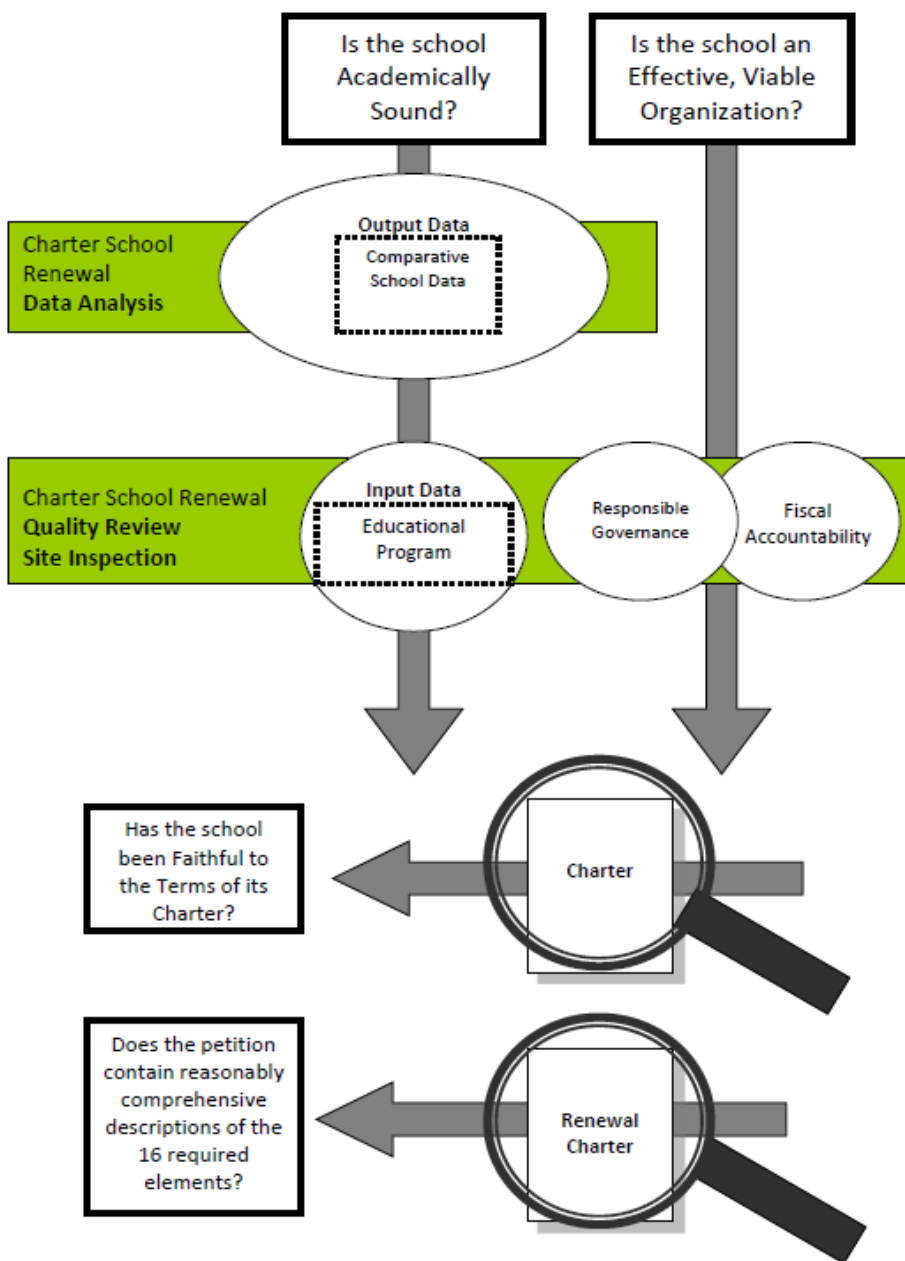 Is the school
Academically
Sound?
Is the school an
Effective, Viable
Organization?
Charter School
Renewal
Data Analysis
Output Data
Comparative
School Data
Charter School Renewal
Quality Review
Site Inspection
Input Data
Educational
Program
Responsible
Governance
Fiscal
Accountability
Has the school
been Faithful to
the Terms of its
Charter?
Charter
Does the petition
contain reasonably
comprehensive
descriptions of the
16 required
elements?
Renewal
Charter